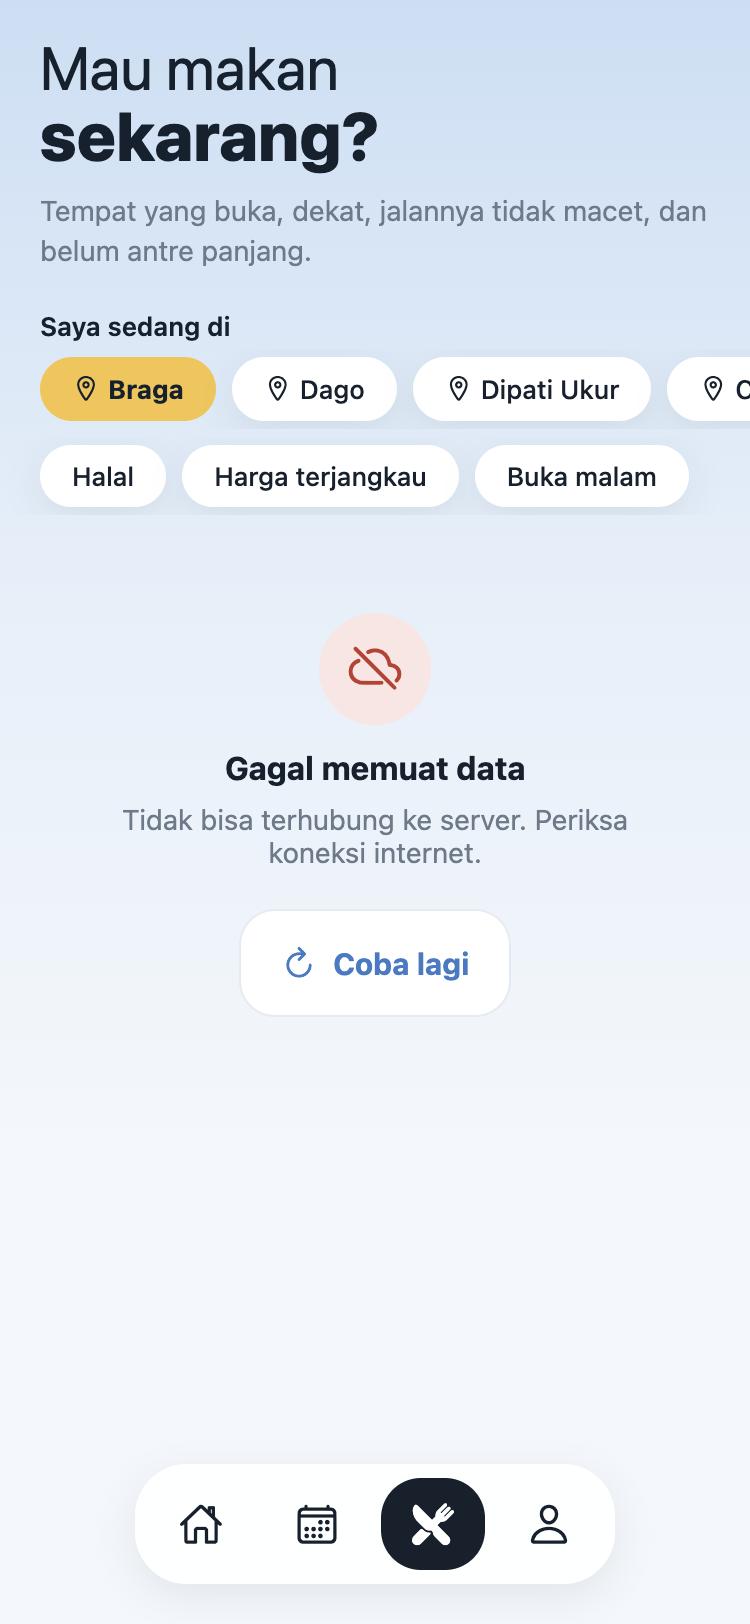 Mau makan
sekarang?
Tempat yang buka, dekat, jalannya tidak macet, dan
belum antre panjang.
Saya sedang di
Braga Dago Dipati Ukur
Halal Harga terjangkau Buka malam
Gagal memuat data
Tidak bisa terhubung ke server. Periksa
koneksi internet.
Coba lagi